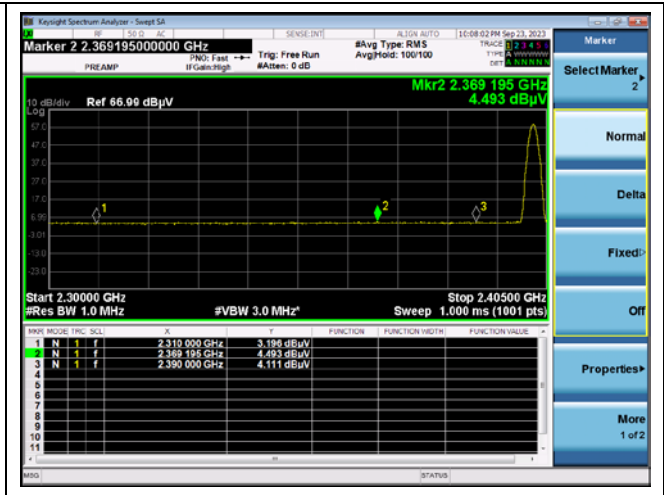 Keysight Spectrum Analyzer - Swept SA
RF 50 Ω AC SENSE:INT ALIGN AUTO 10:08:02 PM Sep 23, 2023
Marker 2 2.369195000000 GHz
PREAMP
PNO: Fast
IFGain:High
Trig: Free Run
#Atten: 0 dB
#Avg Type: RMS
Avg|Hold: 100/100
TRACE 1 2 3 4 5 6
TYPE A WWWWW
DET A N N N N N
Marker
Select Marker
2
Normal
Delta
Fixed
Off
Properties
More
1 of 2
Mkr2 2.369 195 GHz
4.493 dBµV
10 dB/div Ref 66.99 dBµV
Log
57.0
47.0
37.0
27.0
17.0
6.99
-3.01
-13.0
-23.0
1
2
3
Start 2.30000 GHz Stop 2.40500 GHz
#Res BW 1.0 MHz #VBW 3.0 MHz* Sweep 1.000 ms (1001 pts)
MKR MODE TRC SCL X Y FUNCTION FUNCTION WIDTH FUNCTION VALUE
1 N 1 f 2.310 000 GHz 3.196 dBuV
2 N 1 f 2.369 195 GHz 4.493 dBuV
3 N 1 f 2.390 000 GHz 4.111 dBuV
4
5
6
7
8
9
10
11
MSG STATUS